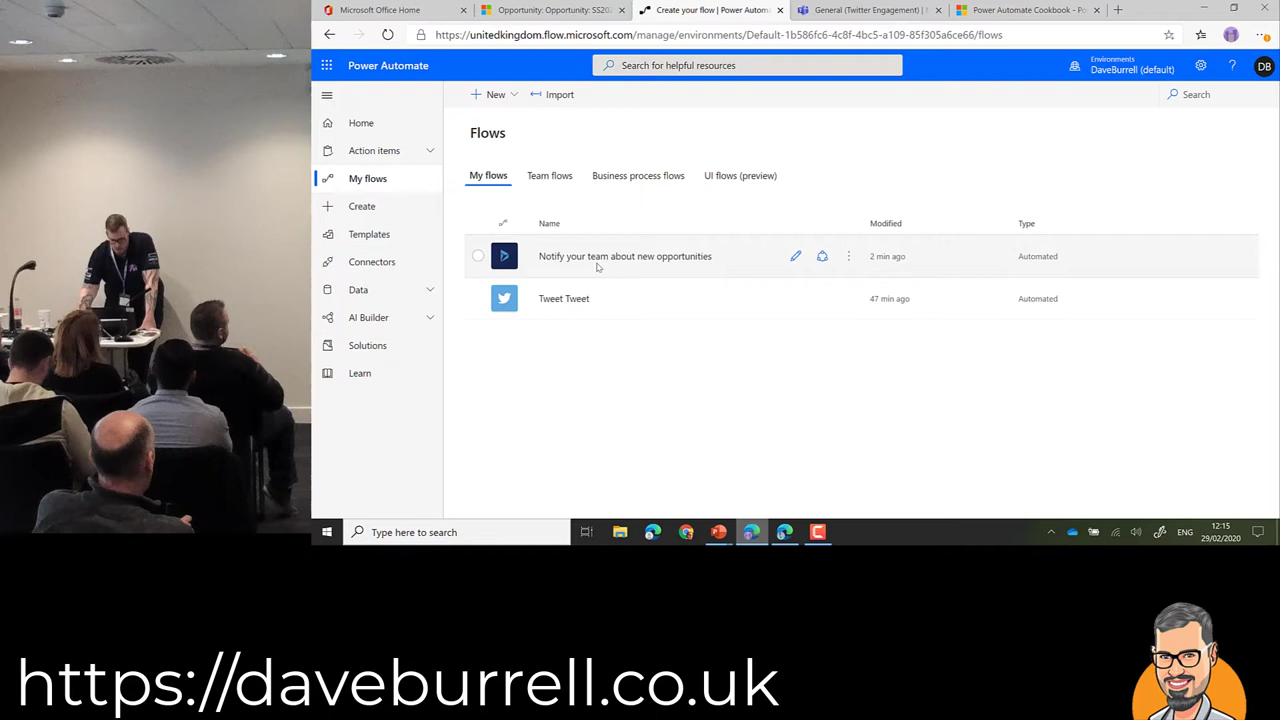 Microsoft Office Home
Opportunity: Opportunity: SS202
Create your flow | Power Automa
General (Twitter Engagement) | M
Power Automate Cookbook - Po
https://unitedkingdom.flow.microsoft.com/manage/environments/Default-1b586fc6-4c8f-4bc5-a109-85f305a6ce66/flows
Power Automate
Search for helpful resources
Environments
DaveBurrell (default)
DB
New
Import
Search
Home
Action items
My flows
Create
Templates
Connectors
Data
AI Builder
Solutions
Learn
Flows
My flows
Team flows
Business process flows
UI flows (preview)
Name
Modified
Type
Notify your team about new opportunities
2 min ago
Automated
Tweet Tweet
47 min ago
Automated
Type here to search
ENG
12:15
29/02/2020
https://daveburrell.co.uk